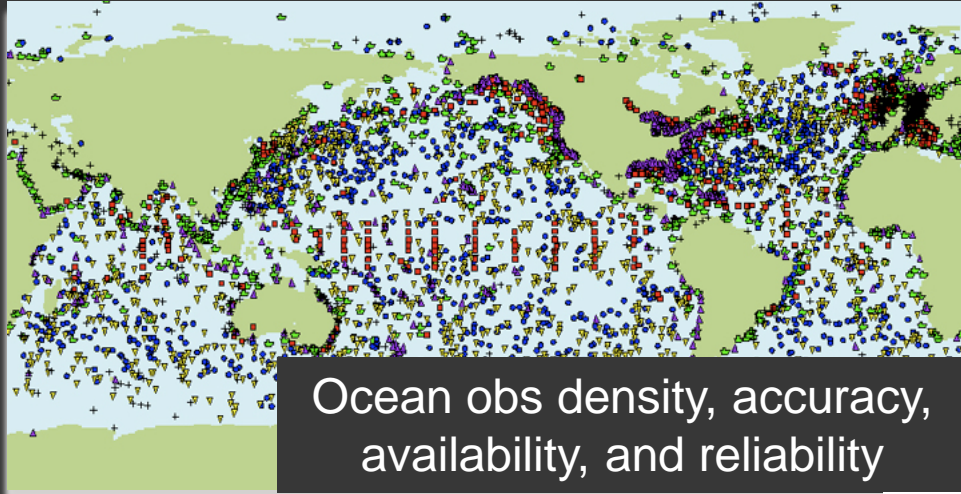 Ocean obs density, accuracy,
availability, and reliability